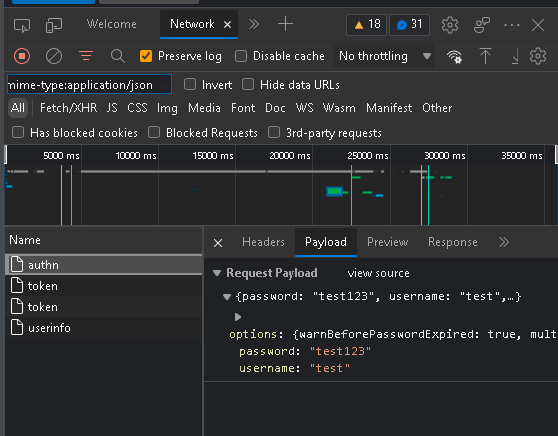 Welcome Network 18 31
Preserve log Disable cache No throttling
mime-type:application/json Invert Hide data URLs
All Fetch/XHR JS CSS Img Media Font Doc WS Wasm Manifest Other
Has blocked cookies Blocked Requests 3rd-party requests
5000 ms 10000 ms 15000 ms 20000 ms 25000 ms 30000 ms 35000 ms
Name
authn
token
token
userinfo
Headers Payload Preview Response
Request Payload view source
{password: "test123", username: "test",…}
options: {warnBeforePasswordExpired: true, mult
password: "test123"
username: "test"